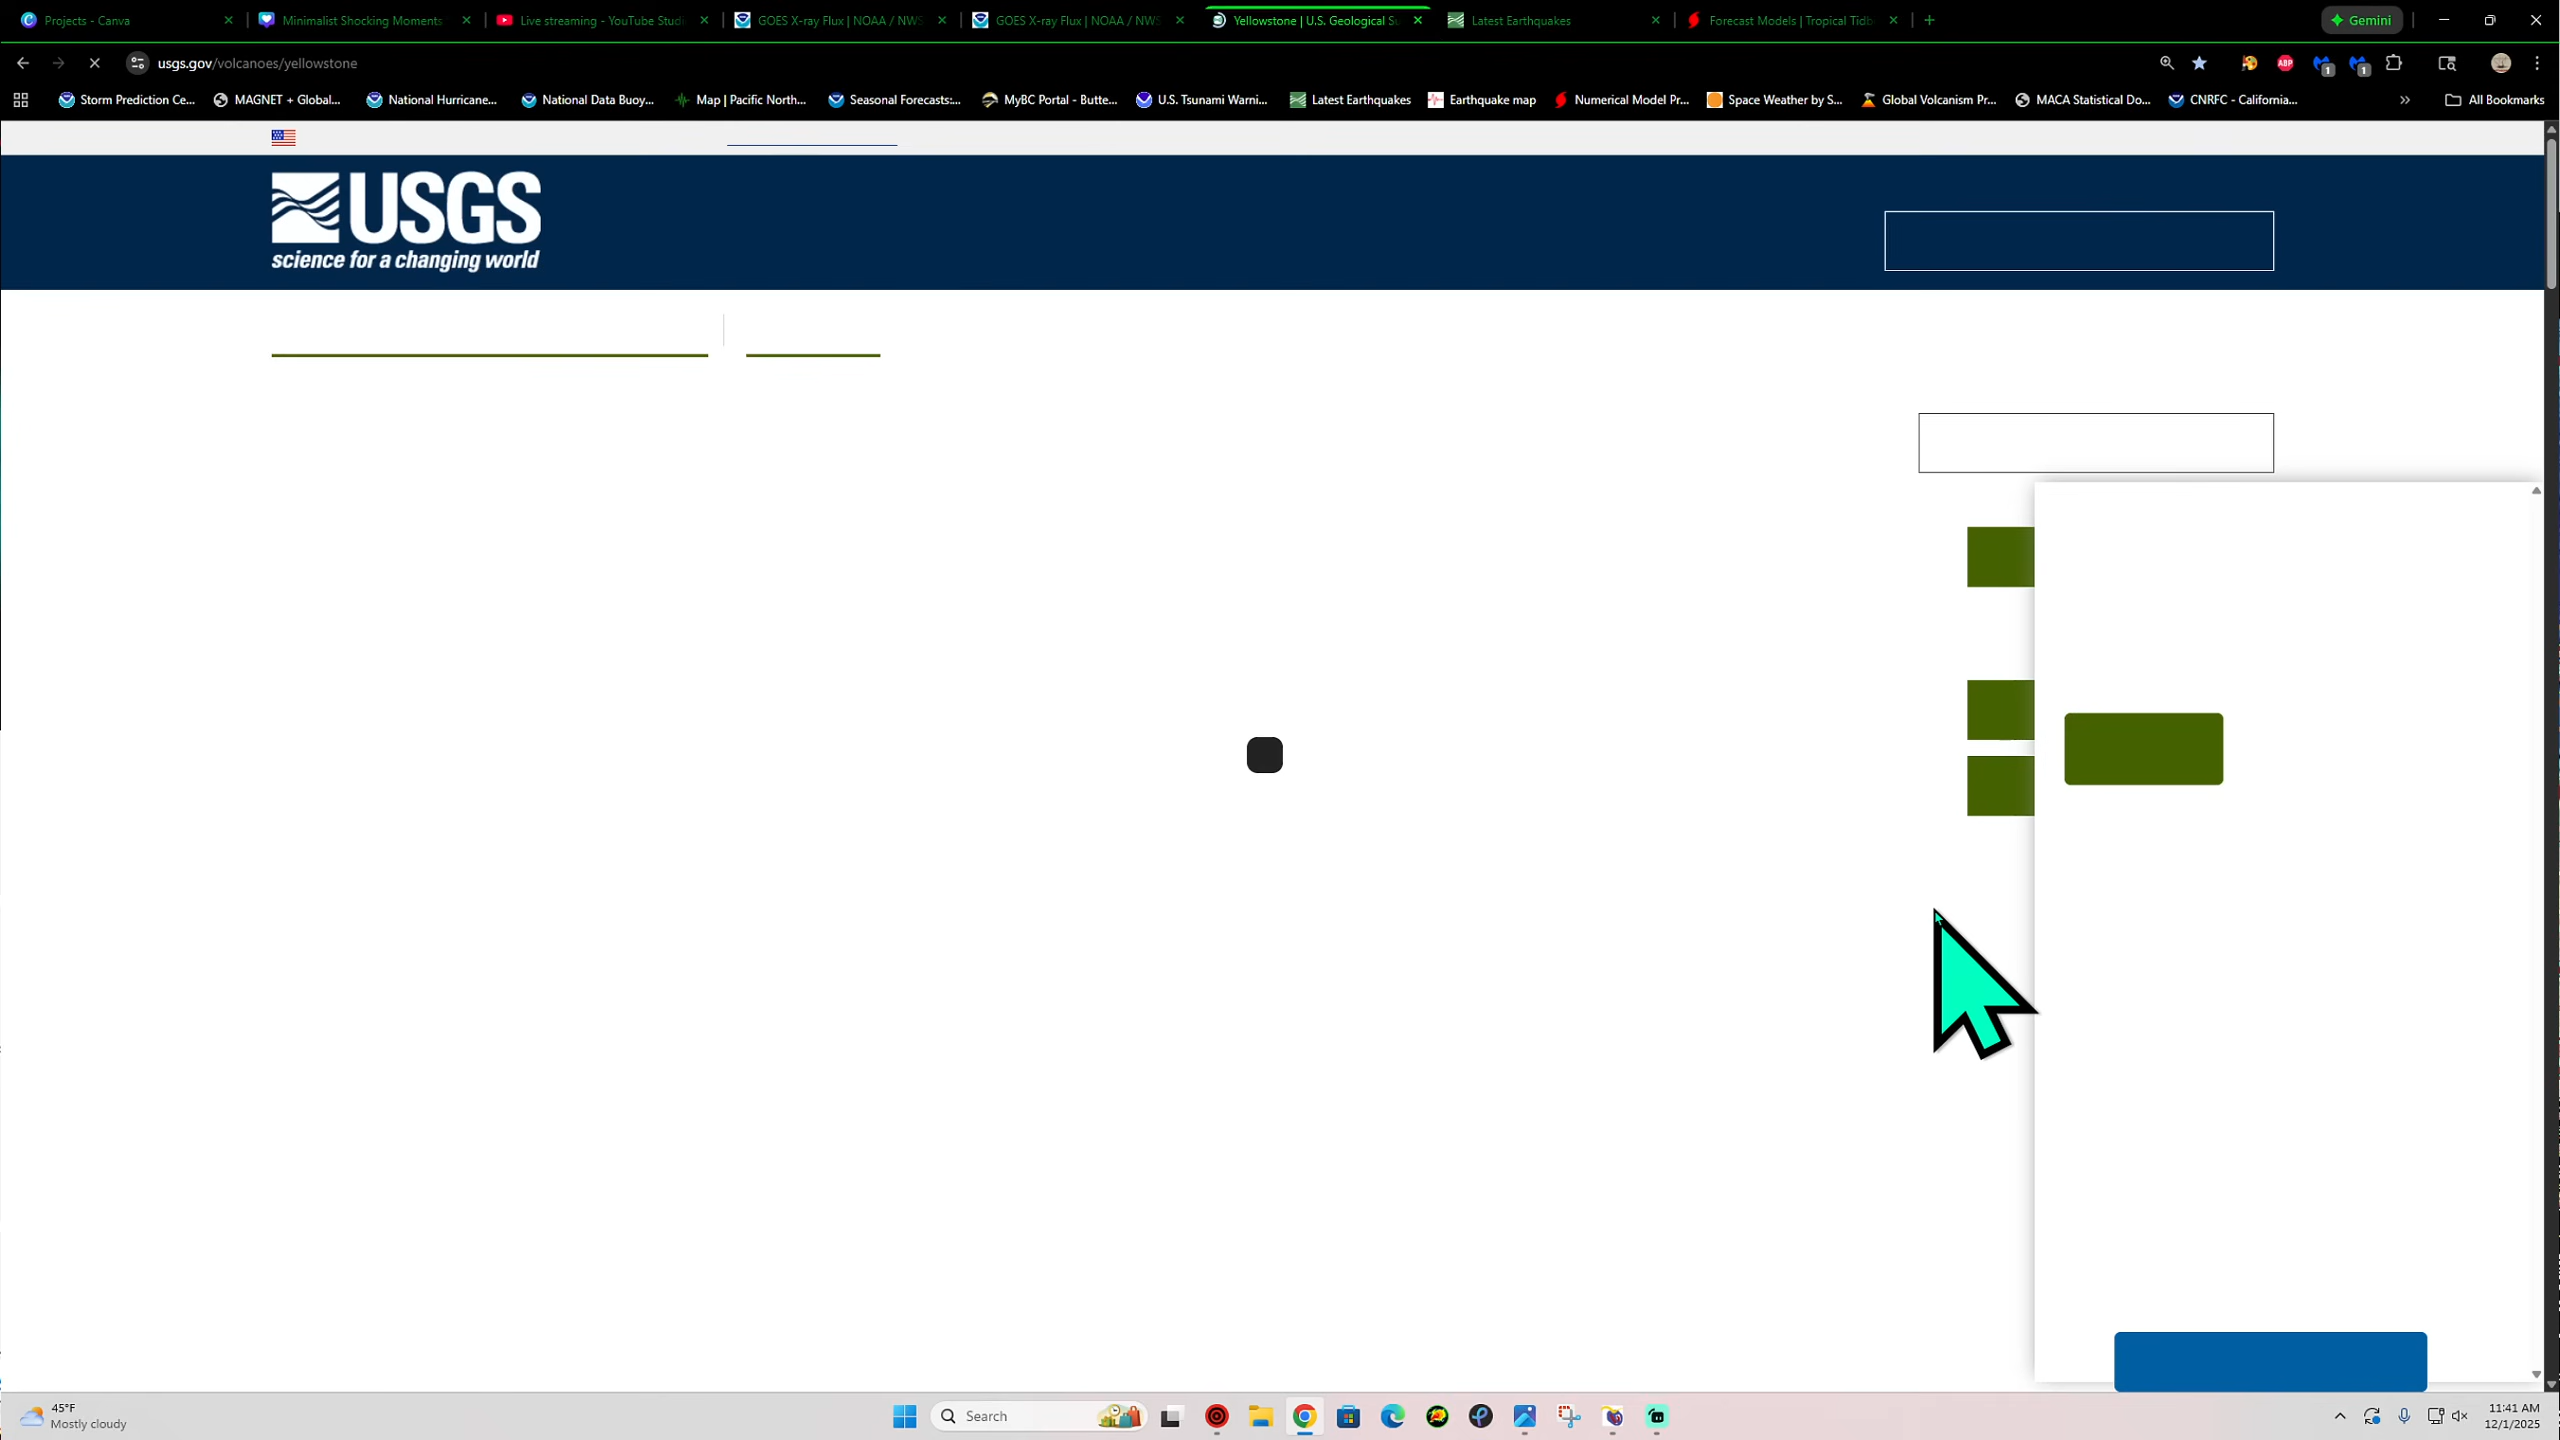 Projects - Canva
Minimalist Shocking Moments
Live streaming - YouTube Studi
GOES X-ray Flux | NOAA / NWS
GOES X-ray Flux | NOAA / NWS
Yellowstone | U.S. Geological Su
Latest Earthquakes
Forecast Models | Tropical Tidb
Gemini
usgs.gov/volcanoes/yellowstone
ABP
1
1
Storm Prediction Ce...
MAGNET + Global...
National Hurricane...
National Data Buoy...
Map | Pacific North...
Seasonal Forecasts:...
MyBC Portal - Butte...
U.S. Tsunami Warni...
Latest Earthquakes
Earthquake map
Numerical Model Pr...
Space Weather by S...
Global Volcanism Pr...
MACA Statistical Do...
CNRFC - California...
All Bookmarks
USGS
science for a changing world
45°F
Mostly cloudy
Search
11:41 AM
12/1/2025